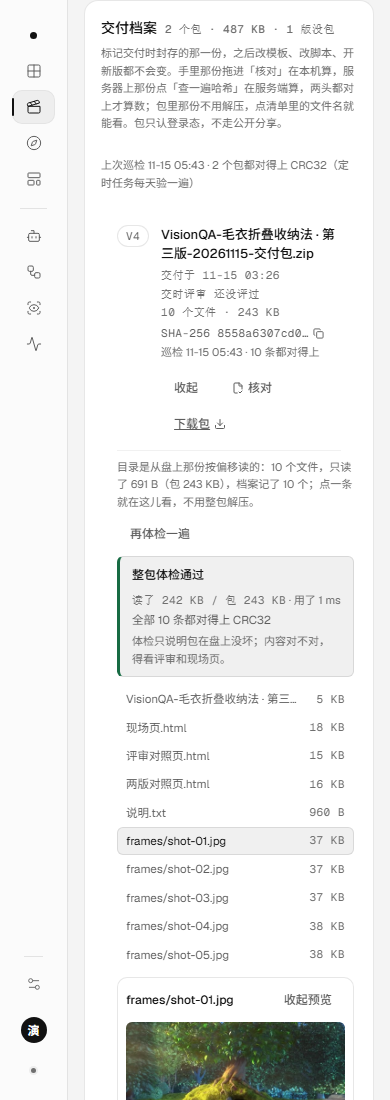 交付档案 2 个包 · 487 KB · 1 版没包
标记交付时封存的那一份，之后改模板、改脚本、开
新版都不会变。手里那份拖进「核对」在本机算，服
务器上那份点「查一遍哈希」在服务端算，两头都对
上才算数；包里那份不用解压，点清单里的文件名就
能看。包只认登录态，不走公开分享。
上次巡检 11-15 05:43 · 2 个包都对得上 CRC32（定
时任务每天验一遍）
V4
VisionQA-毛衣折叠收纳法 · 第
三版-20261115-交付包.zip
交付于 11-15 03:26
交时评审 还没评过
10 个文件 · 243 KB
SHA-256 8558a6307cd0…
巡检 11-15 05:43 · 10 条都对得上
收起 核对
下载包
目录是从盘上那份按偏移读的：10 个文件，只读
了 691 B（包 243 KB），档案记了 10 个；点一条
就在这儿看，不用整包解压。
再体检一遍
整包体检通过
读了 242 KB / 包 243 KB · 用了 1 ms
全部 10 条都对得上 CRC32
体检只说明包在盘上没坏；内容对不对，
得看评审和现场页。
VisionQA-毛衣折叠收纳法 · 第三… 5 KB
现场页.html 18 KB
评审对照页.html 15 KB
两版对照页.html 16 KB
说明.txt 960 B
frames/shot-01.jpg 37 KB
frames/shot-02.jpg 37 KB
frames/shot-03.jpg 37 KB
frames/shot-04.jpg 38 KB
frames/shot-05.jpg 38 KB
frames/shot-01.jpg 收起预览
演